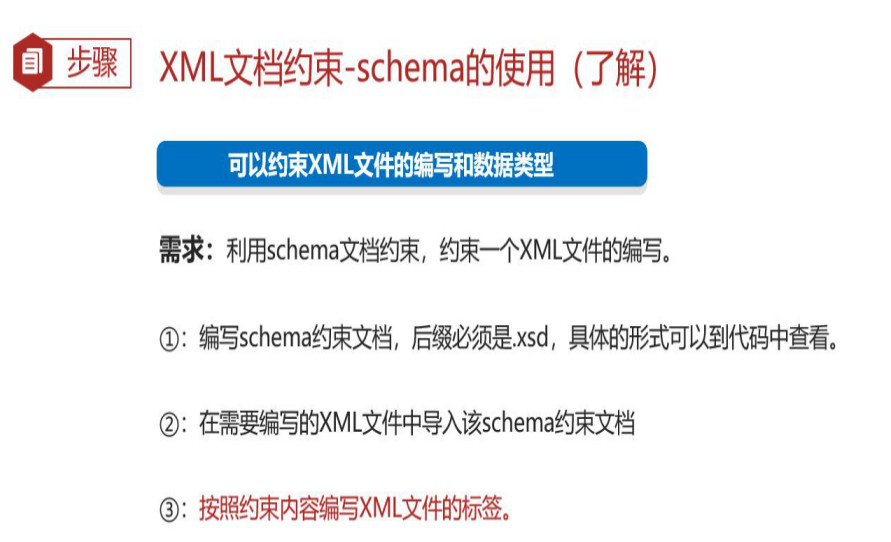 步骤
XML文档约束-schema的使用（了解）
可以约束XML文件的编写和数据类型
需求：利用schema文档约束，约束一个XML文件的编写。
①：编写schema约束文档，后缀必须是.xsd，具体的形式可以到代码中查看。
②：在需要编写的XML文件中导入该schema约束文档
③：按照约束内容编写XML文件的标签。